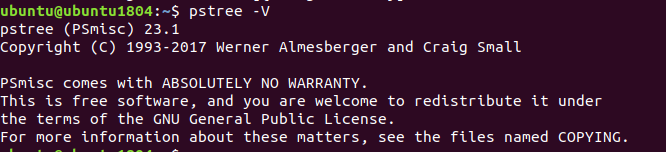 ubuntu@ubuntu1804:~$ pstree -V
pstree (PSmisc) 23.1
Copyright (C) 1993-2017 Werner Almesberger and Craig Small

PSmisc comes with ABSOLUTELY NO WARRANTY.
This is free software, and you are welcome to redistribute it under
the terms of the GNU General Public License.
For more information about these matters, see the files named COPYING.
ubuntu@ubuntu1804:~$